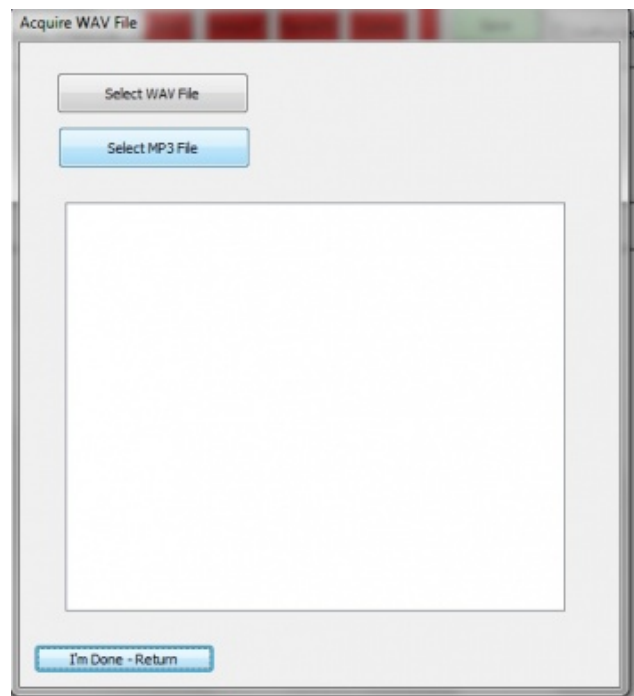 Acquire WAV File
Select WAV File
Select MP3 File
I'm Done - Return